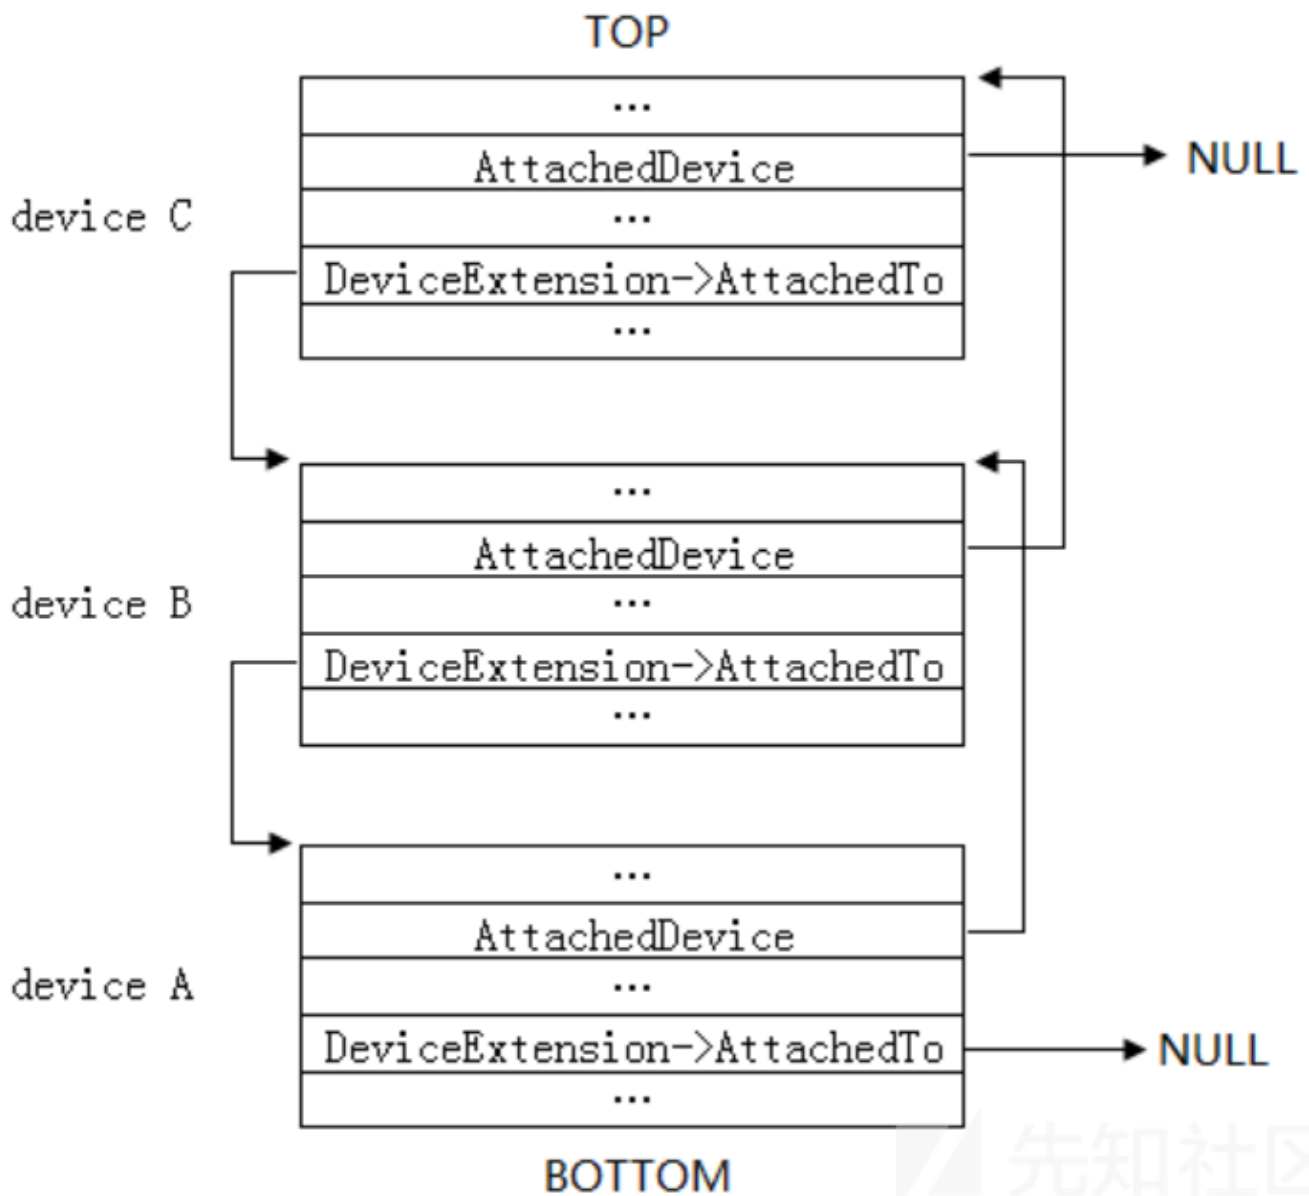 TOP
...
AttachedDevice
NULL
device C
...
DeviceExtension->AttachedTo
...
...
AttachedDevice
device B
...
DeviceExtension->AttachedTo
...
...
AttachedDevice
device A
...
DeviceExtension->AttachedTo
NULL
...
BOTTOM
先知社区